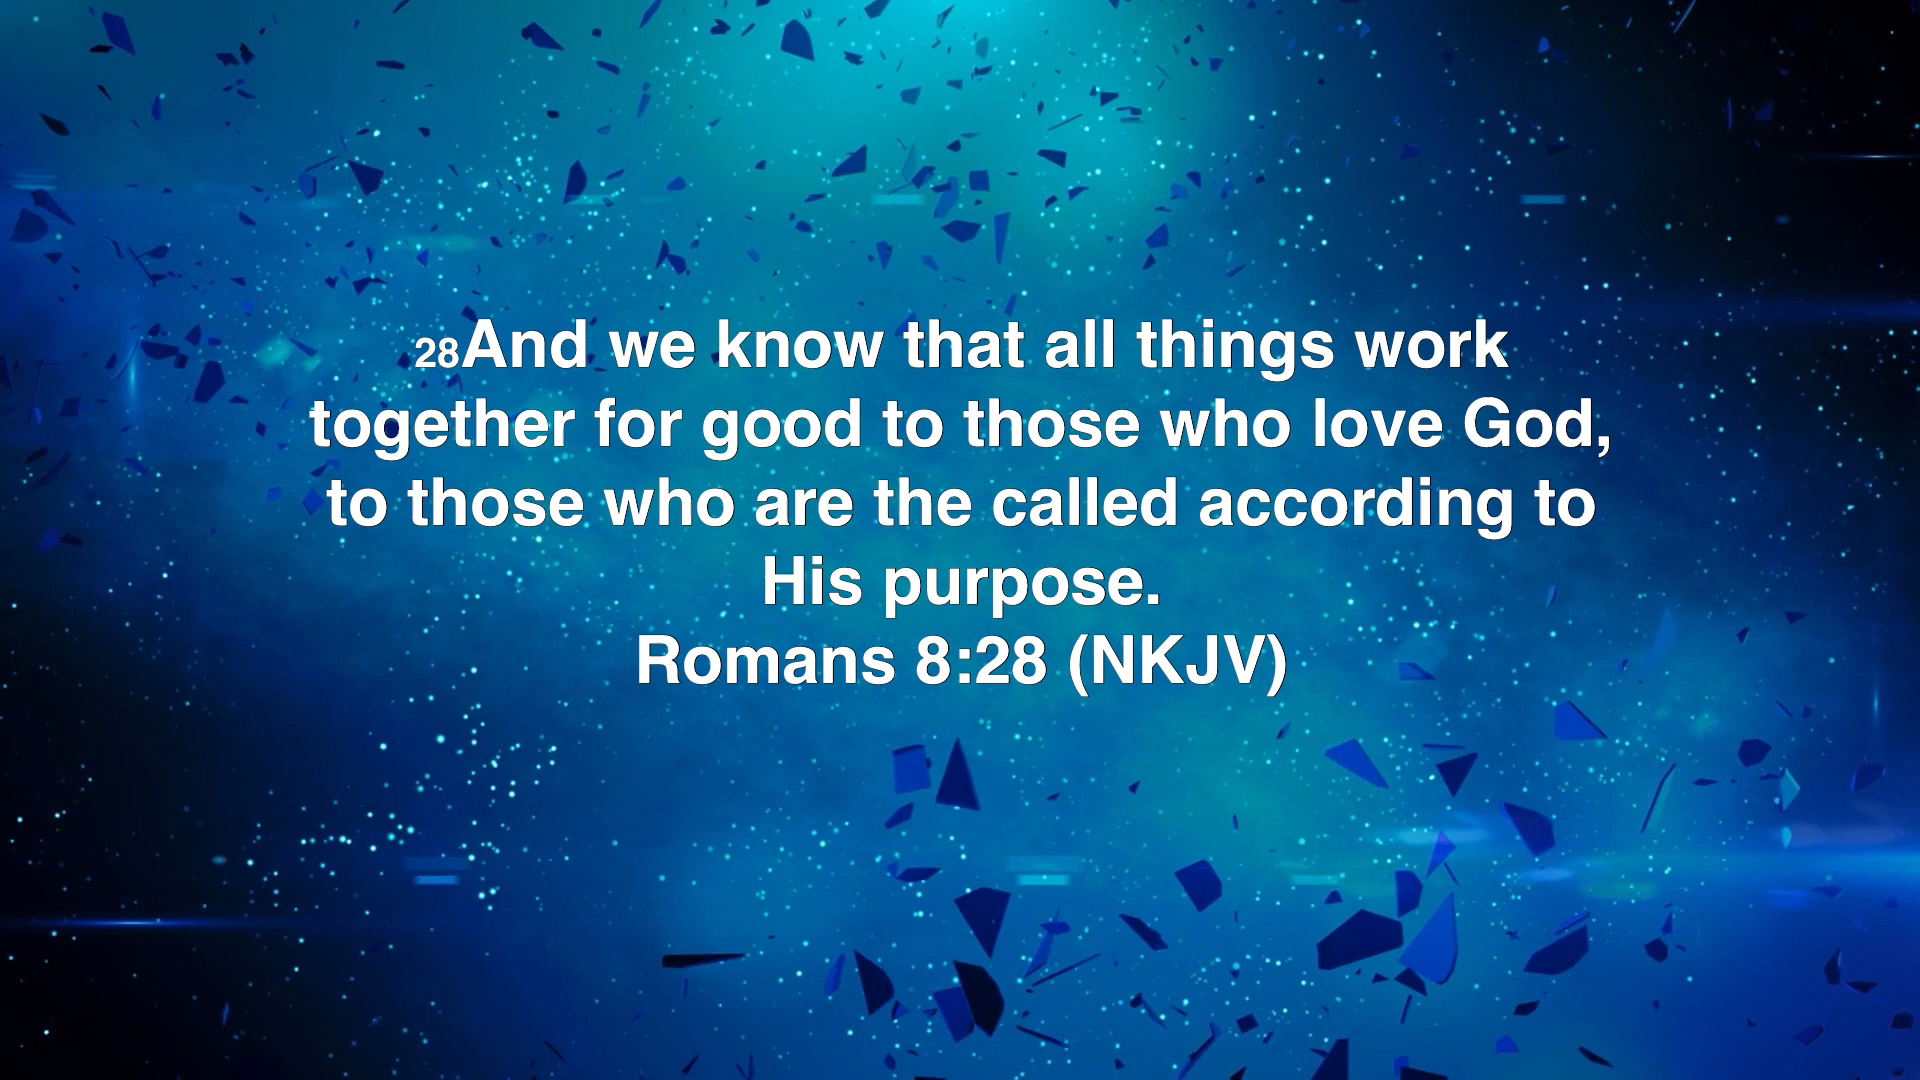 28And we know that all things work
together for good to those who love God,
to those who are the called according to
His purpose.
Romans 8:28 (NKJV)